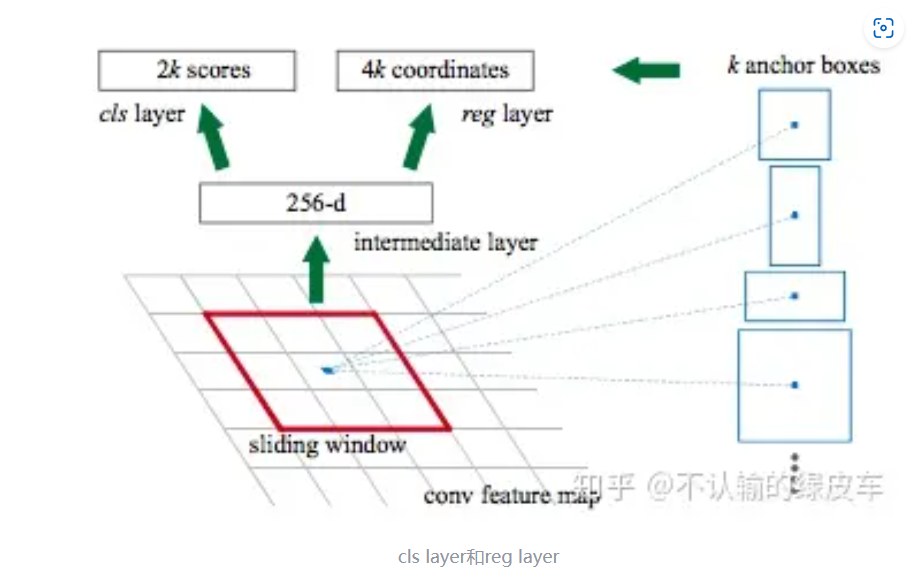 2k scores
4k coordinates
k anchor boxes
cls layer
reg layer
256-d
intermediate layer
sliding window
conv feature map
知乎 @不认输的绿皮车
cls layer和reg layer